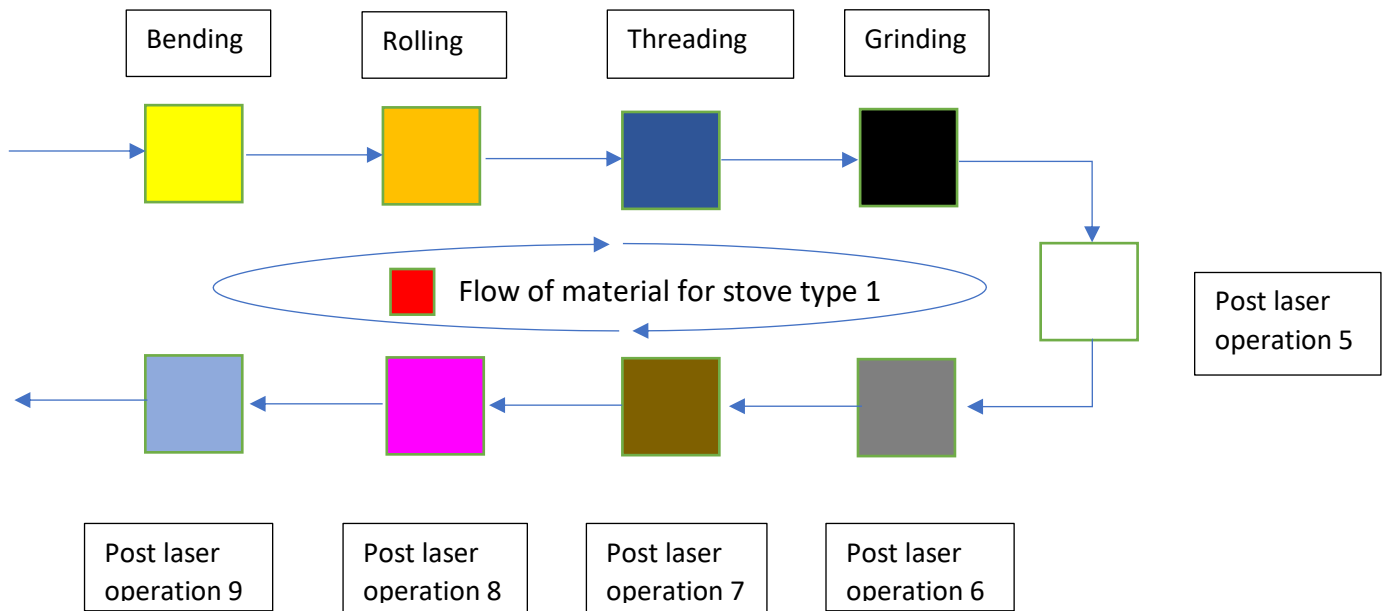 Bending
Rolling
Threading
Grinding
Flow of material for stove type 1
Post laser
operation 5
Post laser
operation 9
Post laser
operation 8
Post laser
operation 7
Post laser
operation 6